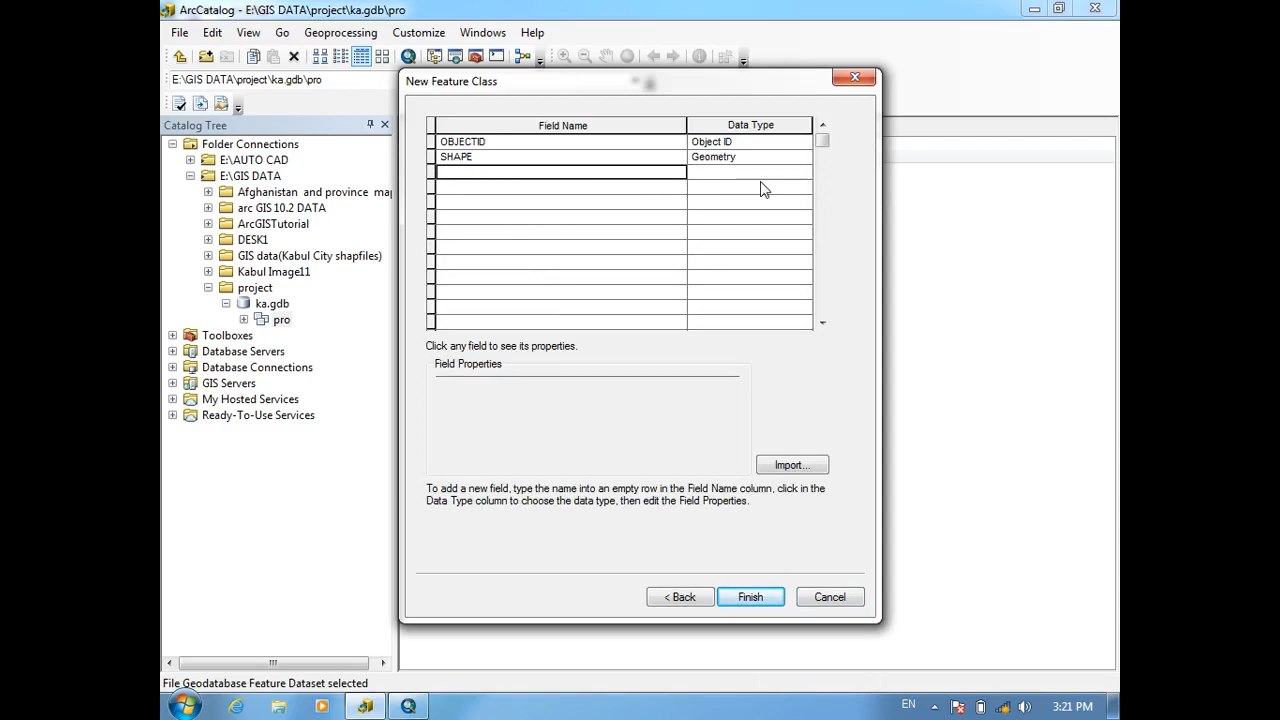 ArcCatalog - E:\GIS DATA\project\ka.gdb\pro
File Edit View Go Geoprocessing Customize Windows Help
E:\GIS DATA\project\ka.gdb\pro
Catalog Tree
Folder Connections
E:\AUTO CAD
E:\GIS DATA
Afghanistan and province map
arc GIS 10.2 DATA
ArcGISTutorial
DESK1
GIS data(Kabul City shapfiles)
Kabul Image11
project
ka.gdb
pro
Toolboxes
Database Servers
Database Connections
GIS Servers
My Hosted Services
Ready-To-Use Services
New Feature Class
Field Name Data Type
OBJECTID Object ID
SHAPE Geometry
Click any field to see its properties.
Field Properties
Import...
To add a new field, type the name into an empty row in the Field Name column, click in the
Data Type column to choose the data type, then edit the Field Properties.
< Back Finish Cancel
File Geodatabase Feature Dataset selected
EN 3:21 PM